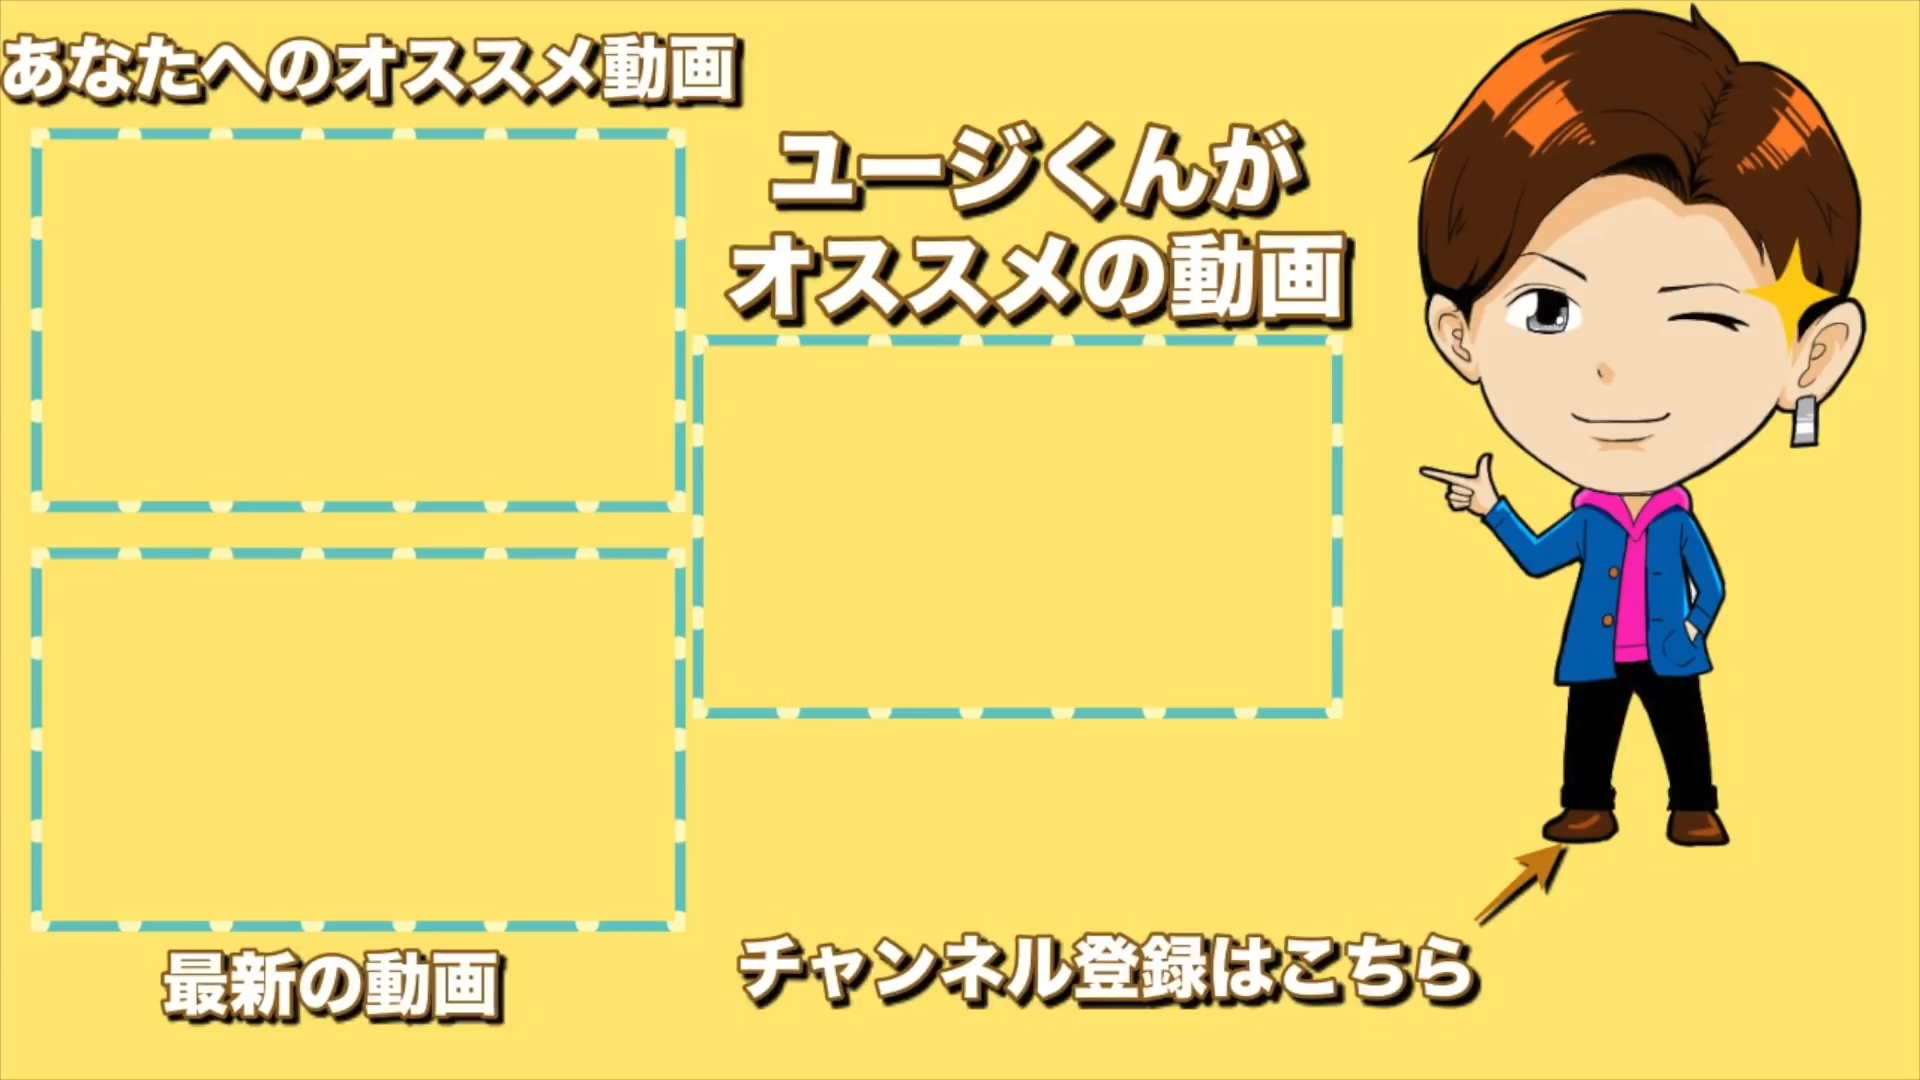 あなたへのオススメ動画
ユージくんが
オススメの動画
最新の動画
チャンネル登録はこちら